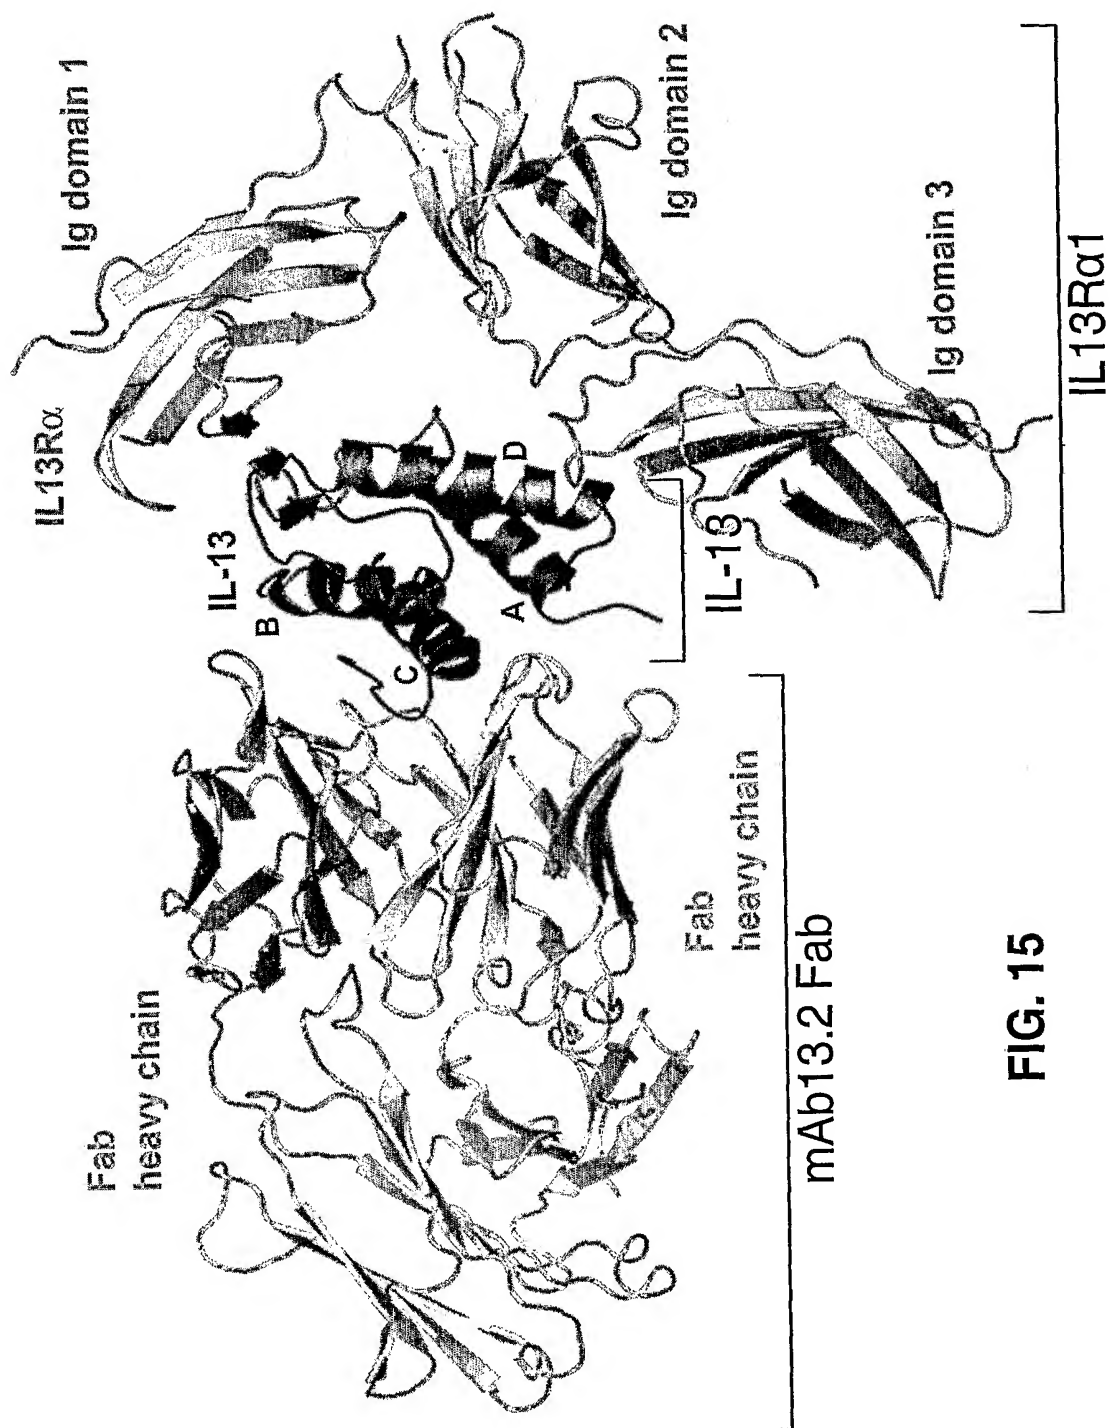 Fab
heavy chain
IL13Rα
Ig domain 1
IL-13
B
C
A
D
Ig domain 2
Fab
heavy chain
IL-13
Ig domain 3
mAb13.2 Fab
IL13Rα1
FIG. 15